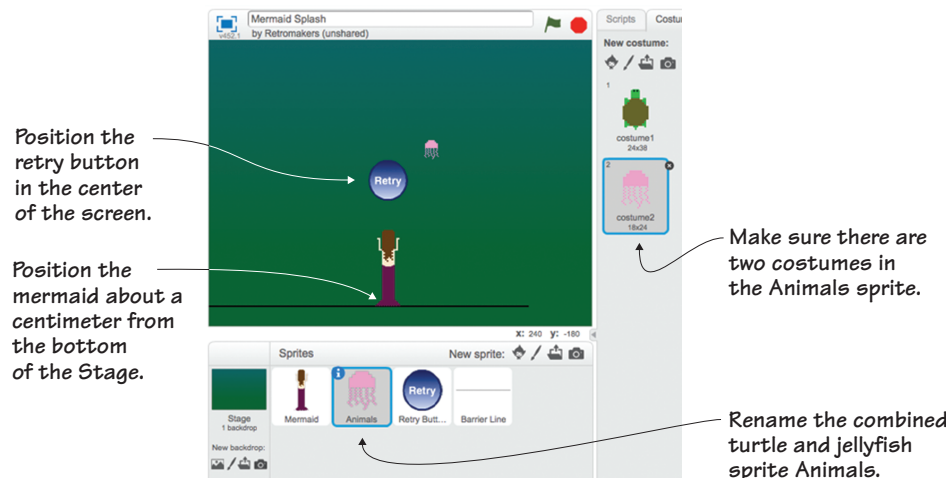 Mermaid Splash
by Retromakers (unshared)
v452.1
Scripts
Costu
New costume:
1
costume1
24x38
2
costume2
18x24
Position the
retry button
in the center
of the screen.
Retry
Position the
mermaid about a
centimeter from
the bottom
of the Stage.
Make sure there are
two costumes in
the Animals sprite.
x: 240 y: -180
Sprites
New sprite:
Stage
1 backdrop
New backdrop:
Mermaid
Animals
Retry
Retry Butt...
Barrier Line
Rename the combined
turtle and jellyfish
sprite Animals.